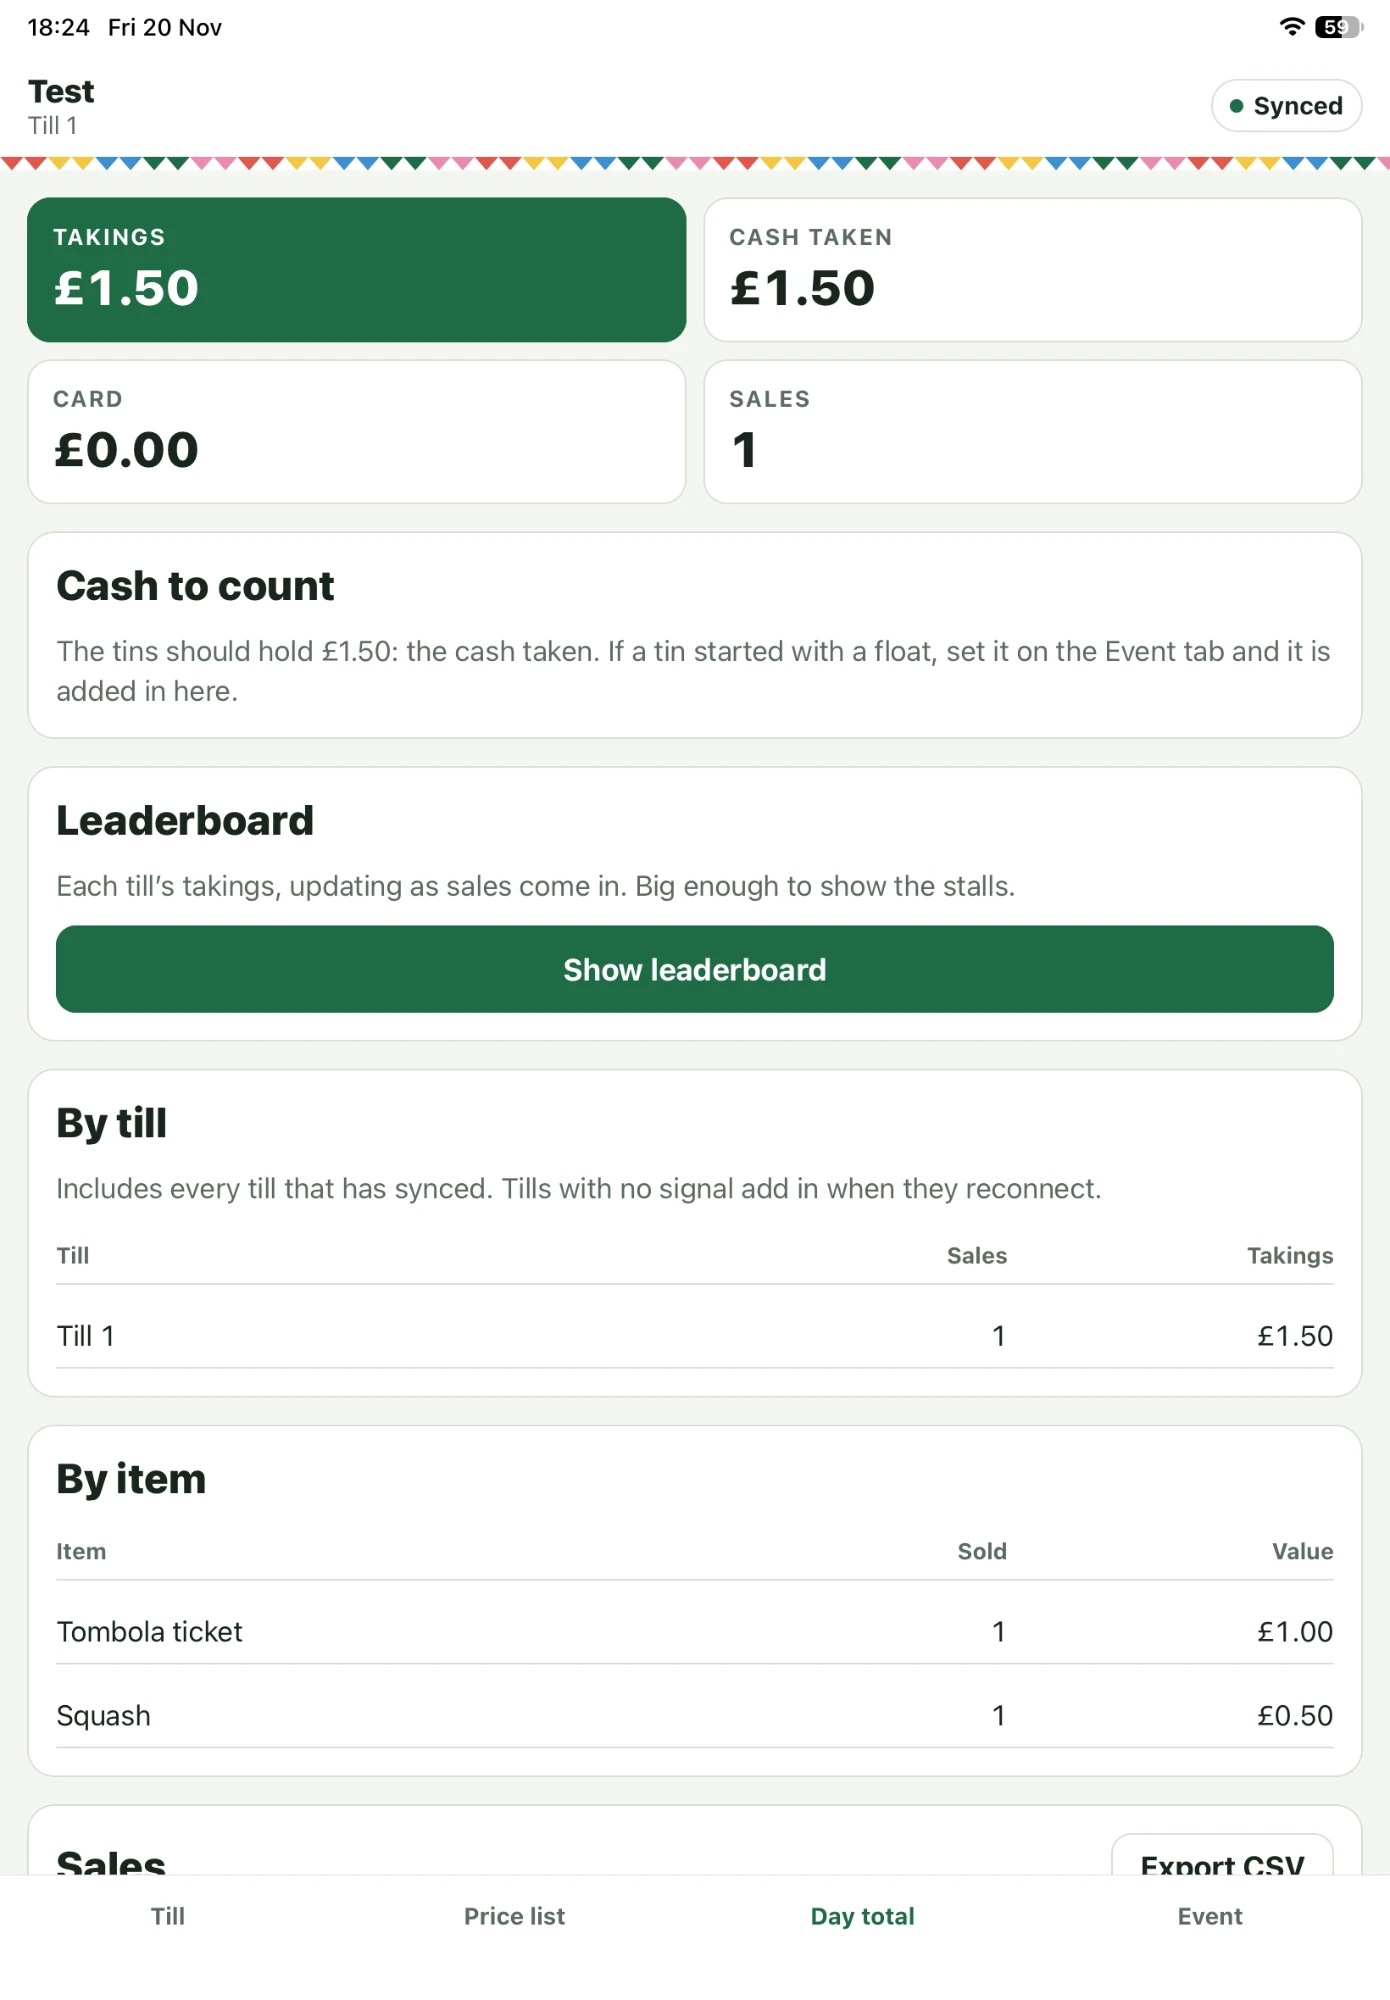 18:24 Fri 20 Nov
59
Test
Till 1
Synced
TAKINGS
£1.50
CASH TAKEN
£1.50
CARD
£0.00
SALES
1
Cash to count
The tins should hold £1.50: the cash taken. If a tin started with a float, set it on the Event tab and it is
added in here.
Leaderboard
Each till’s takings, updating as sales come in. Big enough to show the stalls.
Show leaderboard
By till
Includes every till that has synced. Tills with no signal add in when they reconnect.
Till Sales Takings
Till 1 1 £1.50
By item
Item Sold Value
Tombola ticket 1 £1.00
Squash 1 £0.50
Sales
Export CSV
Till Price list Day total Event